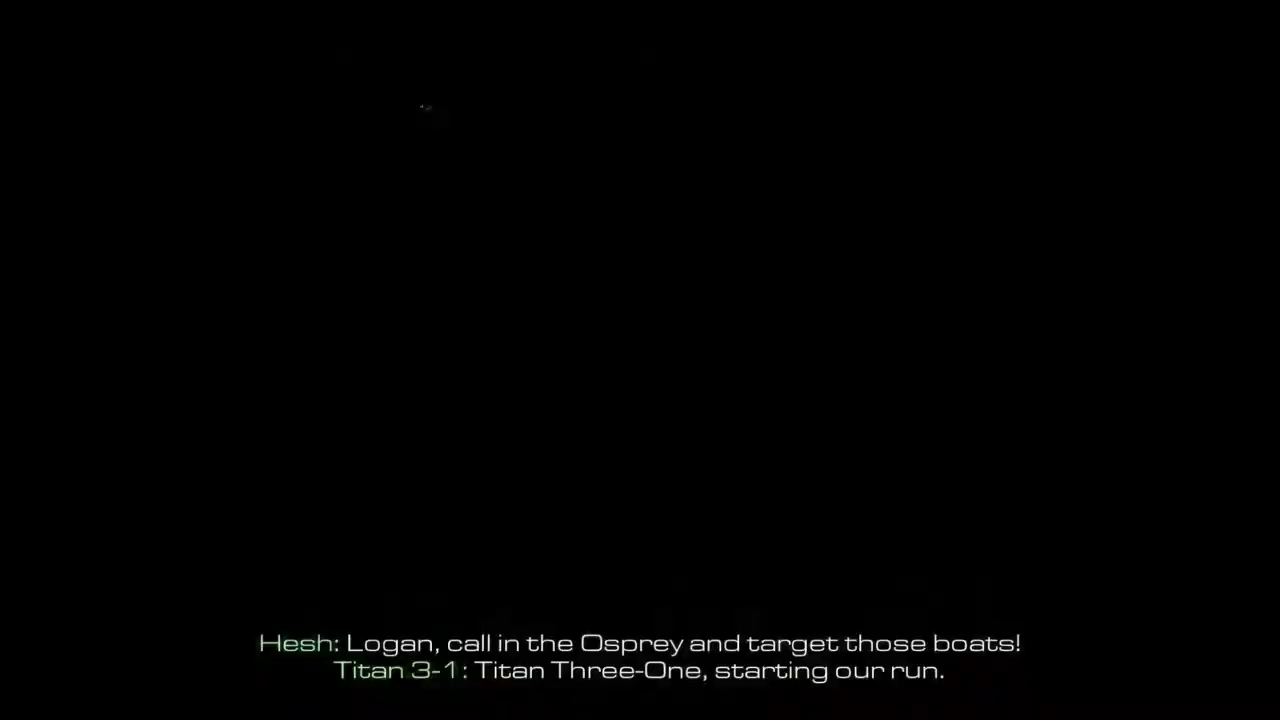 Hesh: Logan, call in the Osprey and target those boats!
Titan 3-1: Titan Three-One, starting our run.